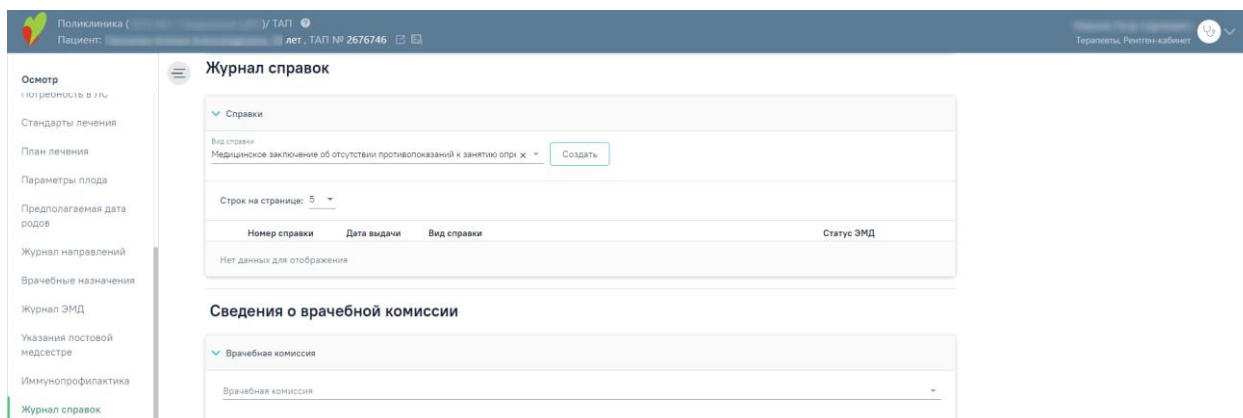 Поликлиника ( )/ ТАП
Пациент: лет, ТАП № 2676746
Терапевты, Рентген-кабинет
Осмотр
Потребность в ЛС
Стандарты лечения
План лечения
Параметры плода
Предполагаемая дата
родов
Журнал направлений
Врачебные назначения
Журнал ЭМД
Указания постовой
медсестре
Иммунопрофилактика
Журнал справок
Журнал справок
Справки
Вид справки
Медицинское заключение об отсутствии противопоказаний к занятию опр
Создать
Строк на странице: 5
Номер справки Дата выдачи Вид справки Статус ЭМД
Нет данных для отображения
Сведения о врачебной комиссии
Врачебная комиссия
Врачебная комиссия